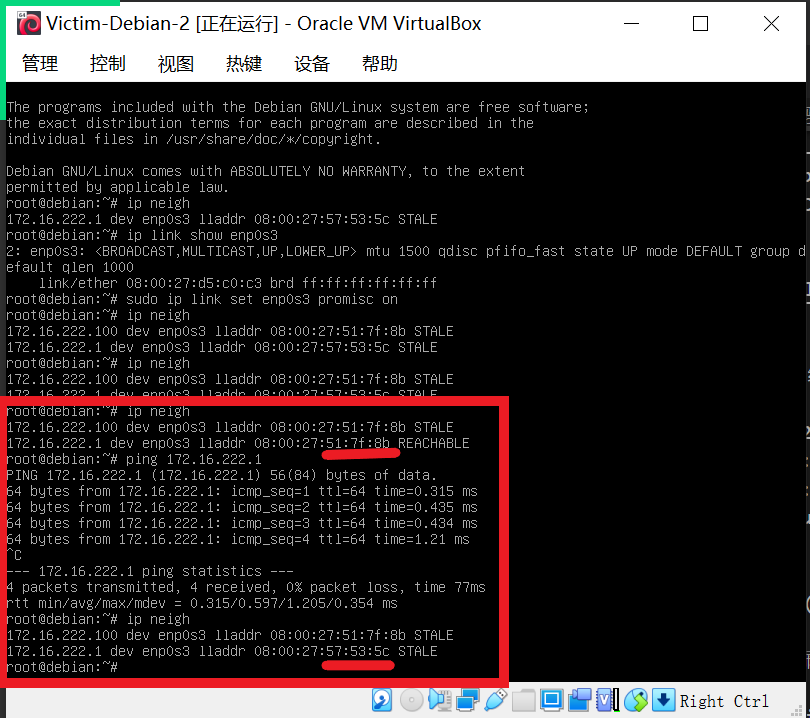 Victim-Debian-2 [正在运行] - Oracle VM VirtualBox
管理 控制 视图 热键 设备 帮助
The programs included with the Debian GNU/Linux system are free software;
the exact distribution terms for each program are described in the
individual files in /usr/share/doc/*/copyright.
Debian GNU/Linux comes with ABSOLUTELY NO WARRANTY, to the extent
permitted by applicable law.
root@debian:~# ip neigh
172.16.222.1 dev enp0s3 lladdr 08:00:27:57:53:5c STALE
root@debian:~# ip link show enp0s3
2: enp0s3: <BROADCAST,MULTICAST,UP,LOWER_UP> mtu 1500 qdisc pfifo_fast state UP mode DEFAULT group d
efault qlen 1000
link/ether 08:00:27:d5:c0:c3 brd ff:ff:ff:ff:ff:ff
root@debian:~# sudo ip link set enp0s3 promisc on
root@debian:~# ip neigh
172.16.222.100 dev enp0s3 lladdr 08:00:27:51:7f:8b STALE
172.16.222.1 dev enp0s3 lladdr 08:00:27:57:53:5c STALE
root@debian:~# ip neigh
172.16.222.100 dev enp0s3 lladdr 08:00:27:51:7f:8b STALE
172.16.222.1 dev enp0s3 lladdr 08:00:27:57:53:5c STALE
root@debian:~# ip neigh
172.16.222.100 dev enp0s3 lladdr 08:00:27:51:7f:8b STALE
172.16.222.1 dev enp0s3 lladdr 08:00:27:51:7f:8b REACHABLE
root@debian:~# ping 172.16.222.1
PING 172.16.222.1 (172.16.222.1) 56(84) bytes of data.
64 bytes from 172.16.222.1: icmp_seq=1 ttl=64 time=0.315 ms
64 bytes from 172.16.222.1: icmp_seq=2 ttl=64 time=0.435 ms
64 bytes from 172.16.222.1: icmp_seq=3 ttl=64 time=0.434 ms
64 bytes from 172.16.222.1: icmp_seq=4 ttl=64 time=1.21 ms
^C
--- 172.16.222.1 ping statistics ---
4 packets transmitted, 4 received, 0% packet loss, time 77ms
rtt min/avg/max/mdev = 0.315/0.597/1.205/0.354 ms
root@debian:~# ip neigh
172.16.222.100 dev enp0s3 lladdr 08:00:27:51:7f:8b STALE
172.16.222.1 dev enp0s3 lladdr 08:00:27:57:53:5c STALE
root@debian:~#
Right Ctrl